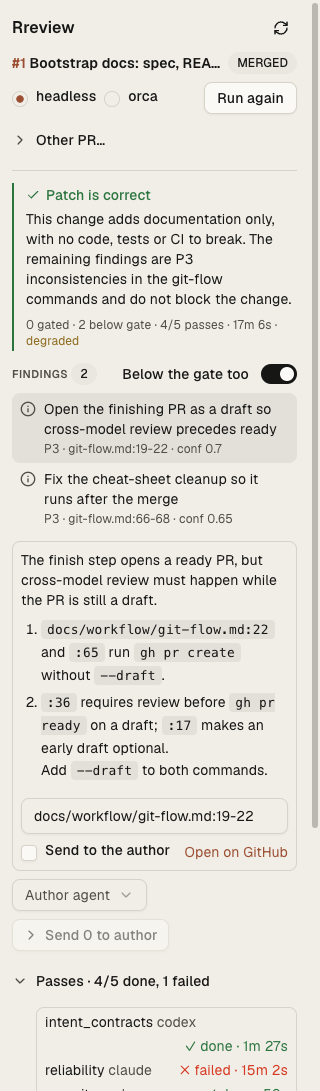 Rreview
#1 Bootstrap docs: spec, REA... MERGED
headless orca Run again
Other PR...
Patch is correct
This change adds documentation only,
with no code, tests or CI to break. The
remaining findings are P3
inconsistencies in the git-flow
commands and do not block the change.
0 gated · 2 below gate · 4/5 passes · 17m 6s ·
degraded
FINDINGS 2 Below the gate too
Open the finishing PR as a draft so
cross-model review precedes ready
P3 · git-flow.md:19-22 · conf 0.7
Fix the cheat-sheet cleanup so it
runs after the merge
P3 · git-flow.md:66-68 · conf 0.65
The finish step opens a ready PR, but
cross-model review must happen while
the PR is still a draft.
1. docs/workflow/git-flow.md:22
and :65 run gh pr create
without --draft.
2. :36 requires review before gh pr
ready on a draft; :17 makes an
early draft optional.
Add --draft to both commands.
docs/workflow/git-flow.md:19-22
Send to the author Open on GitHub
Author agent
Send 0 to author
Passes · 4/5 done, 1 failed
intent_contracts codex
✓ done · 1m 27s
reliability claude ✕ failed · 15m 2s